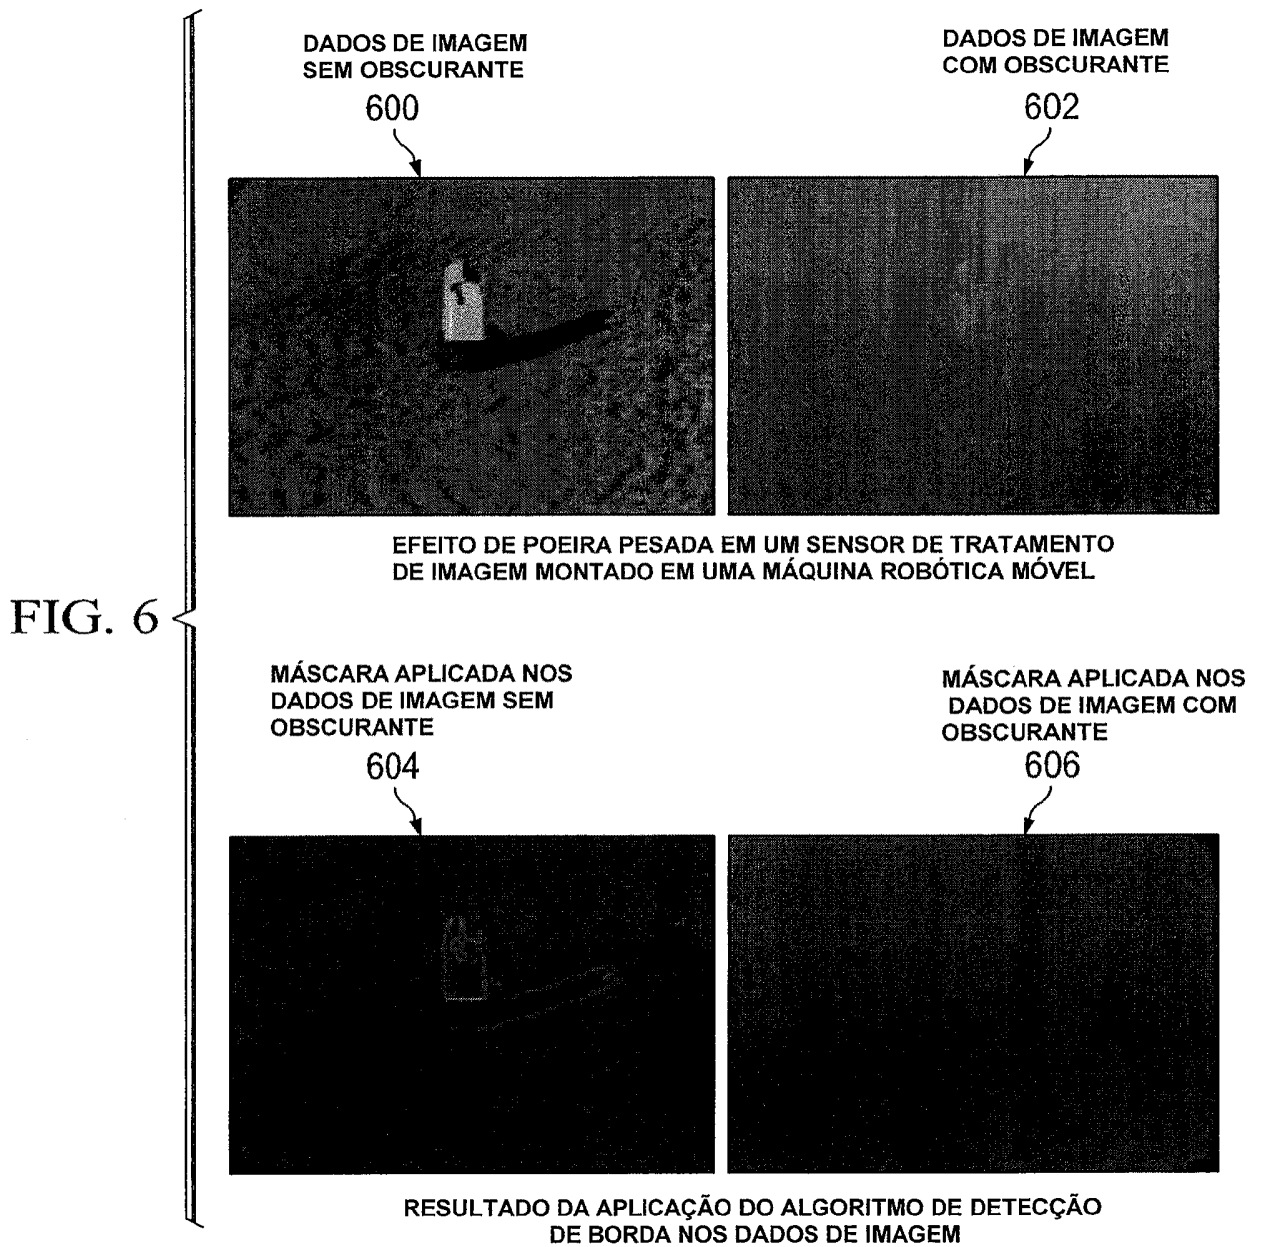 DADOS DE IMAGEM
SEM OBSCURANTE
600
DADOS DE IMAGEM
COM OBSCURANTE
602
EFEITO DE POEIRA PESADA EM UM SENSOR DE TRATAMENTO
DE IMAGEM MONTADO EM UMA MÁQUINA ROBÓTICA MÓVEL
FIG. 6
MÁSCARA APLICADA NOS
DADOS DE IMAGEM SEM
OBSCURANTE
604
MÁSCARA APLICADA NOS
DADOS DE IMAGEM COM
OBSCURANTE
606
RESULTADO DA APLICAÇÃO DO ALGORITMO DE DETECÇÃO
DE BORDA NOS DADOS DE IMAGEM